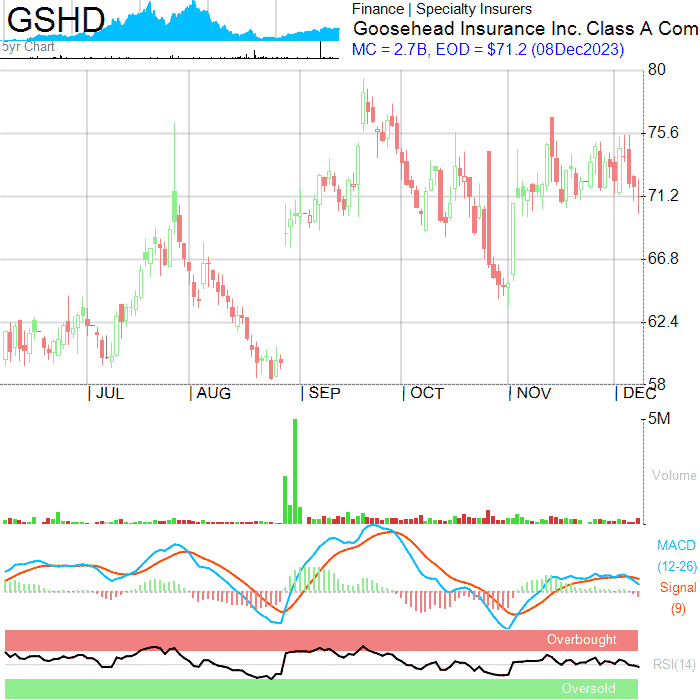 GSHD
5yr Chart
Finance | Specialty Insurers
Goosehead Insurance Inc. Class A Com
MC = 2.7B, EOD = $71.2 (08Dec2023)
80
75.6
71.2
66.8
62.4
58
JUL AUG SEP OCT NOV DEC
5M
Volume
MACD
(12-26)
Signal
(9)
Overbought
RSI(14)
Oversold